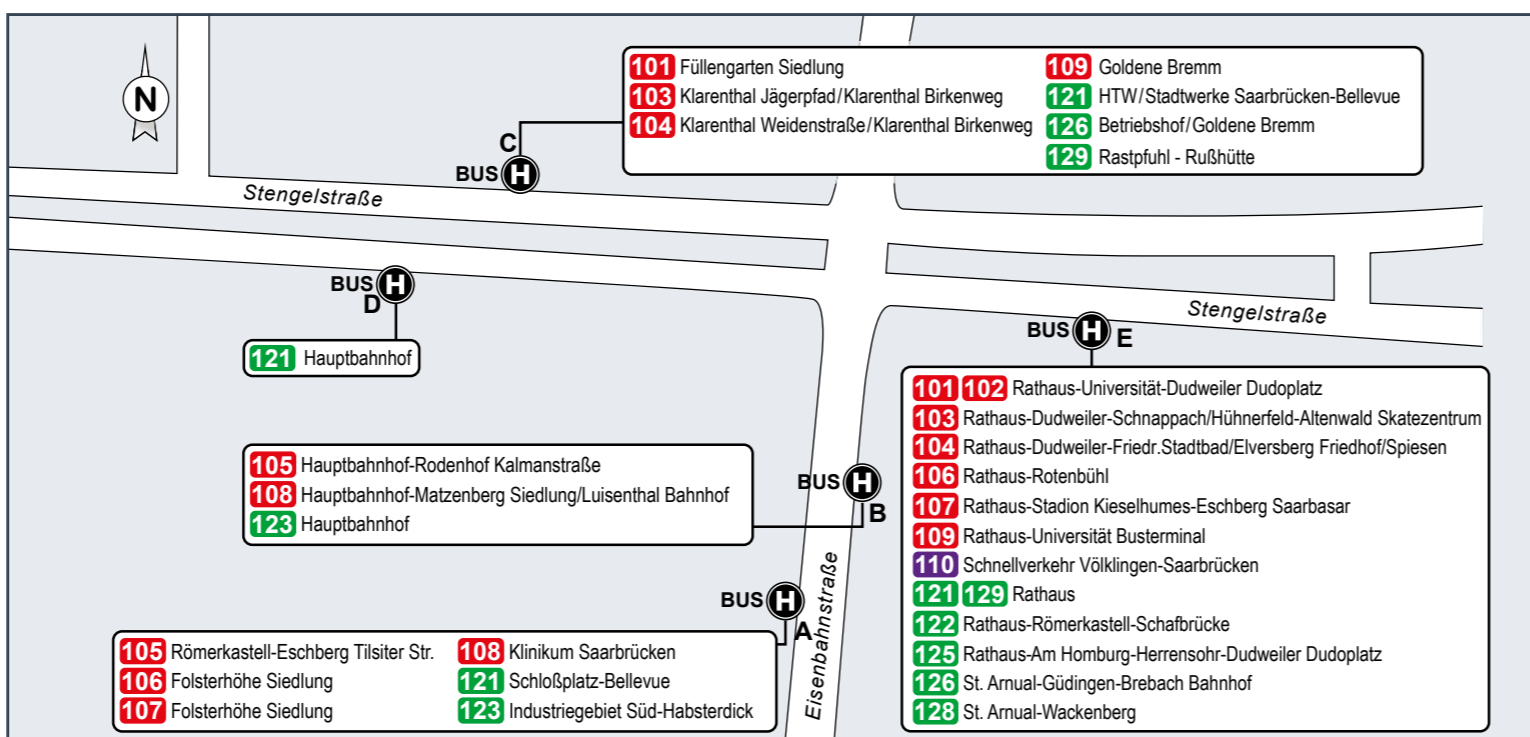 N
101 Füllengarten Siedlung
103 Klarenthal Jägerpfad/Klarenthal Birkenweg
104 Klarenthal Weidenstraße/Klarenthal Birkenweg
109 Goldene Bremm
121 HTW/Stadtwerke Saarbrücken-Bellevue
126 Betriebshof/Goldene Bremm
129 Rastpfuhl - Rußhütte
C
BUS H
Stengelstraße
BUS H
D
121 Hauptbahnhof
Stengelstraße
BUS H E
101 102 Rathaus-Universität-Dudweiler Dudoplatz
103 Rathaus-Dudweiler-Schnappach/Hühnerfeld-Altenwald Skatezentrum
104 Rathaus-Dudweiler-Friedr.Stadtbad/Elversberg Friedhof/Spiesen
106 Rathaus-Rotenbühl
107 Rathaus-Stadion Kieselhumes-Eschberg Saarbasar
109 Rathaus-Universität Busterminal
110 Schnellverkehr Völklingen-Saarbrücken
121 129 Rathaus
122 Rathaus-Römerkastell-Schafbrücke
125 Rathaus-Am Homburg-Herrensohr-Dudweiler Dudoplatz
126 St. Arnual-Güdingen-Brebach Bahnhof
128 St. Arnual-Wackenberg
105 Hauptbahnhof-Rodenhof Kalmanstraße
108 Hauptbahnhof-Matzenberg Siedlung/Luisenthal Bahnhof
123 Hauptbahnhof
BUS H
B
BUS H
A
Eisenbahnstraße
105 Römerkastell-Eschberg Tilsiter Str.
106 Folsterhöhe Siedlung
107 Folsterhöhe Siedlung
108 Klinikum Saarbrücken
121 Schloßplatz-Bellevue
123 Industriegebiet Süd-Habsterdick